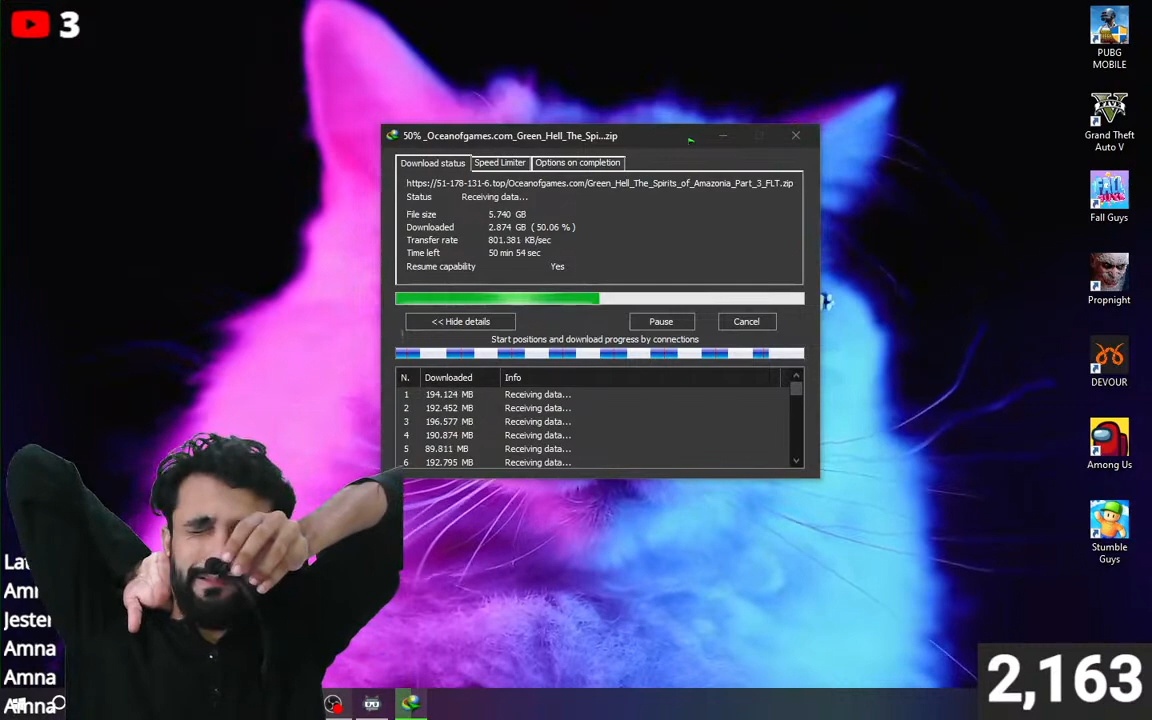 3
50% _Oceanofgames.com_Green_Hell_The_Spi...zip
Download status
Speed Limiter
Options on completion
https://51-178-131-6.top/Oceanofgames.com/Green_Hell_The_Spirits_of_Amazonia_Part_3_FLT.zip
Status Receiving data...
File size 5.740 GB
Downloaded 2.874 GB ( 50.06 % )
Transfer rate 801.381 KB/sec
Time left 50 min 54 sec
Resume capability Yes
<< Hide details
Pause
Cancel
Start positions and download progress by connections
N. Downloaded Info
1 194.124 MB Receiving data...
2 192.452 MB Receiving data...
3 196.577 MB Receiving data...
4 190.874 MB Receiving data...
5 89.811 MB Receiving data...
6 192.795 MB Receiving data...
PUBG
MOBILE
Grand Theft
Auto V
Fall Guys
Propnight
DEVOUR
Among Us
Stumble
Guys
Jester
Amna
Amna
Amna
2,163